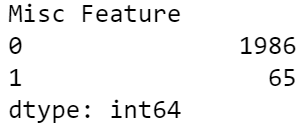 Misc Feature
0 1986
1 65
dtype: int64